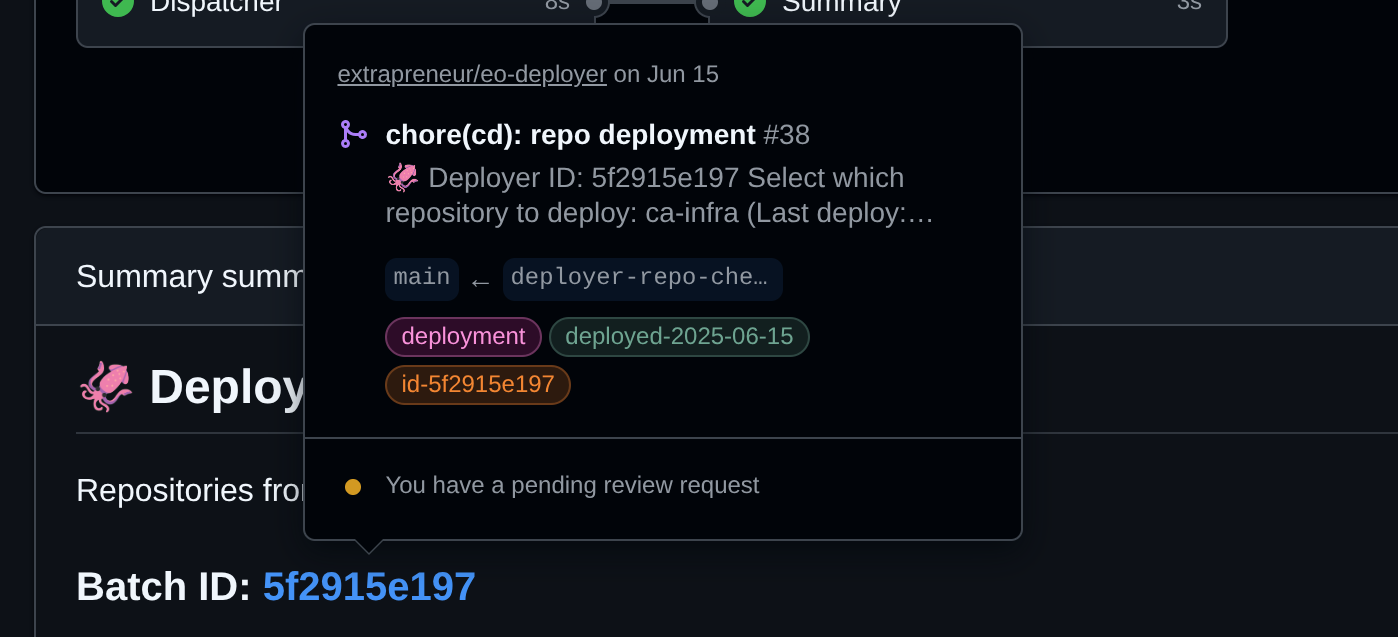 Dispatcher 8s Summary 3s
extrapreneur/eo-deployer on Jun 15
chore(cd): repo deployment #38
Deployer ID: 5f2915e197 Select which
repository to deploy: ca-infra (Last deploy:…
main ← deployer-repo-che…
deployment deployed-2025-06-15
id-5f2915e197
Summary summ
Deploy
You have a pending review request
Repositories fro
Batch ID: 5f2915e197